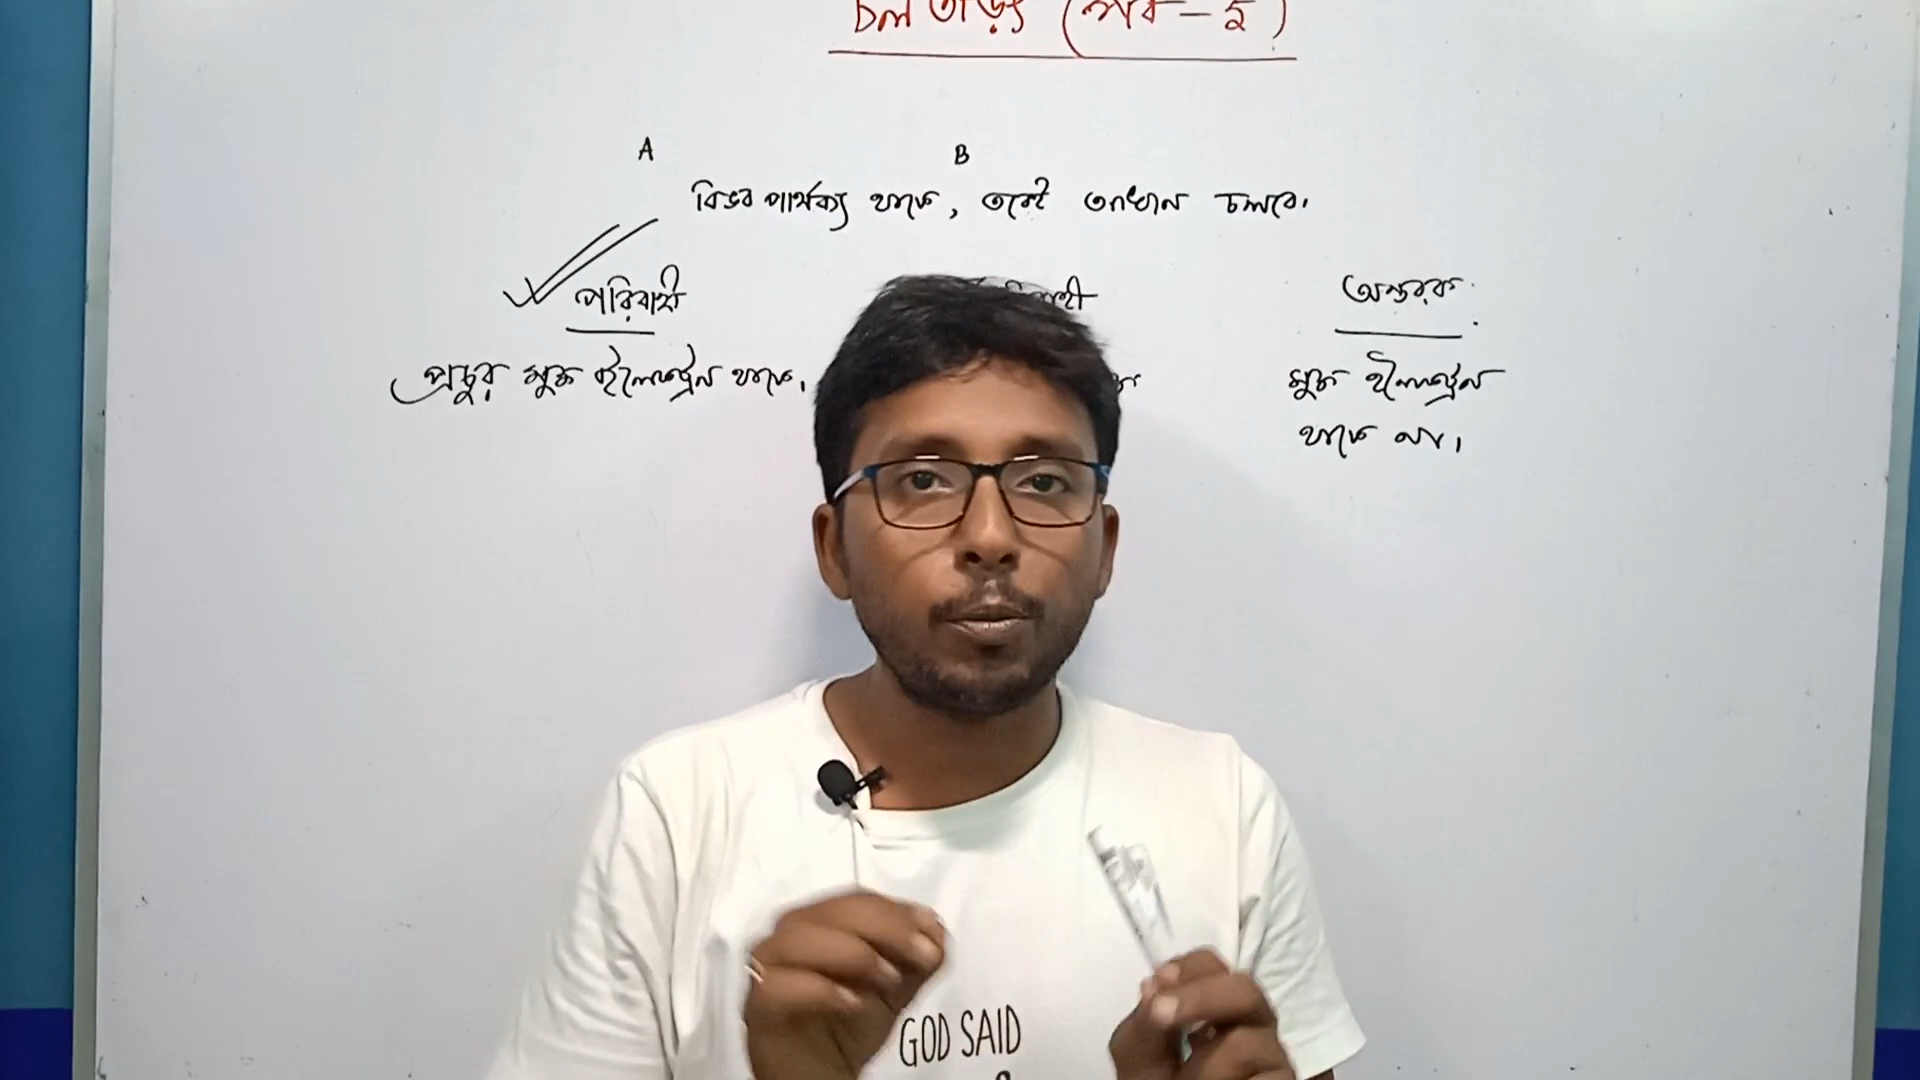 চল তড়িৎ (পর্ব - ২)
A B
বিভব পার্থক্য থাকে, তবেই আধান চলবে।
পরিবাহী অন্তরক
প্রচুর মুক্ত ইলেকট্রন থাকে। মুক্ত ইলেকট্রন
থাকে না।
GOD SAID